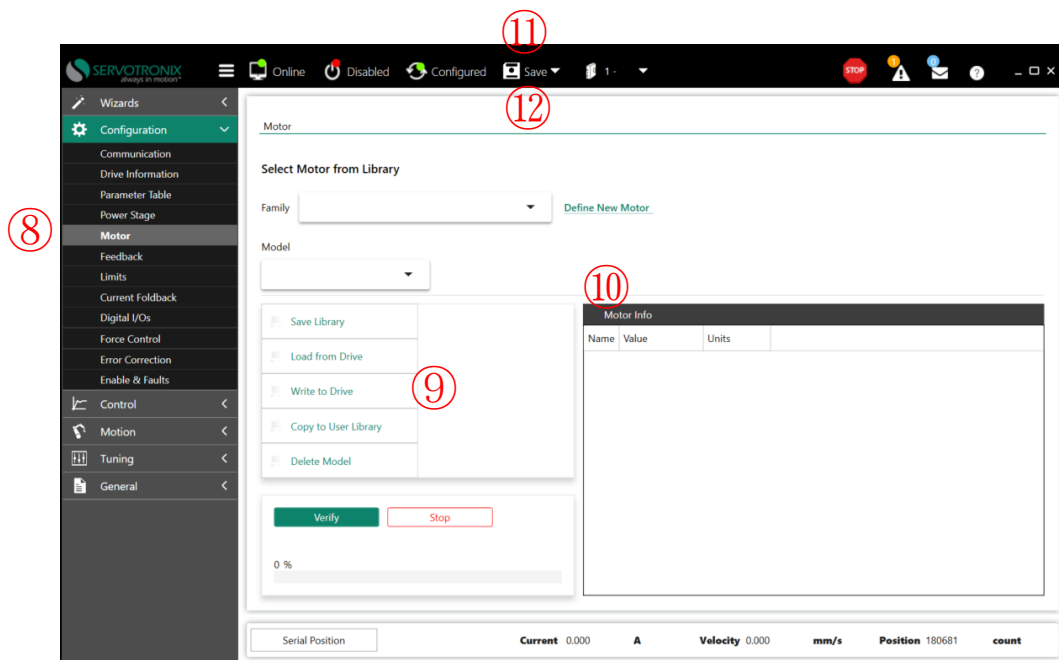 ⑪
SERVOTRONIX
always in motion™
Online Disabled Configured Save 1 - STOP 1 0 ?
⑫
Wizards
Configuration
Communication
Drive Information
Parameter Table
Power Stage
⑧
Motor
Feedback
Limits
Current Foldback
Digital I/Os
Force Control
Error Correction
Enable & Faults
Control
Motion
Tuning
General
Motor
Select Motor from Library
Family Define New Motor
Model
⑩
Save Library
Load from Drive
Write to Drive
⑨
Copy to User Library
Delete Model
Motor Info
Name Value Units
Verify Stop
0 %
Serial Position Current 0.000 A Velocity 0.000 mm/s Position 180681 count